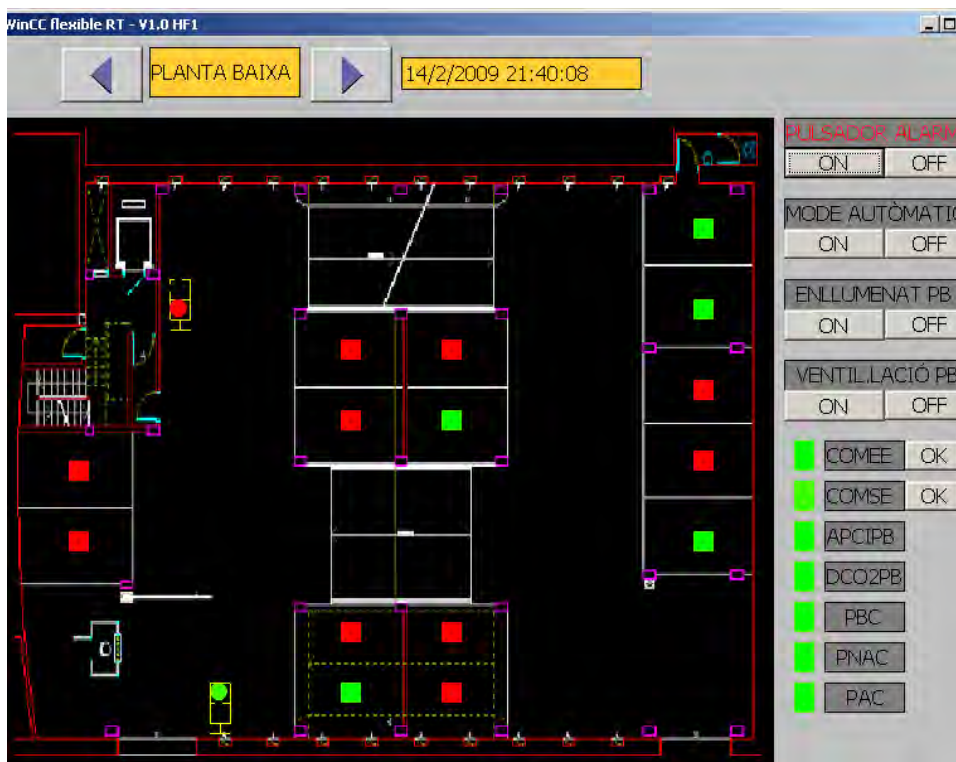 WinCC flexible RT - V1.0 HF1
PLANTA BAIXA
14/2/2009 21:40:08
PULSADOR ALARM
ON OFF
MODE AUTÒMATIC
ON OFF
ENLLUMENAT PB
ON OFF
VENTIL.LACIÓ PB
ON OFF
COMEE OK
COMSE OK
APCIPB
DCO2PB
PBC
PNAC
PAC